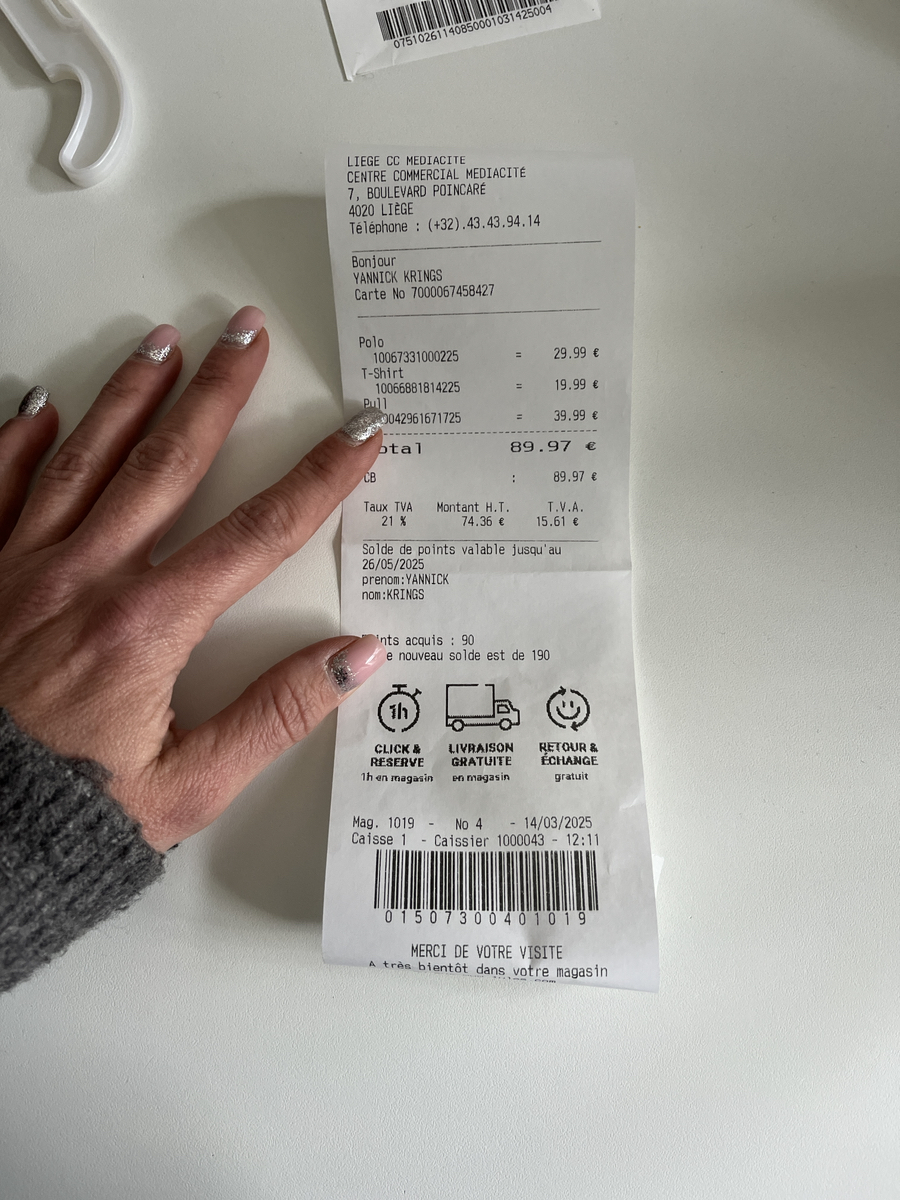 07510261140850001031425004
LIEGE CC MEDIACITE
CENTRE COMMERCIAL MEDIACITÉ
7, BOULEVARD POINCARÉ
4020 LIÈGE
Téléphone : (+32).43.43.94.14
Bonjour
YANNICK KRINGS
Carte No 7000067458427
Polo
10067331000225 = 29.99 €
T-Shirt
10066881814225 = 19.99 €
Pull
0042961671725 = 39.99 €
otal 89.97 €
CB : 89.97 €
Taux TVA Montant H.T. T.V.A.
21 % 74.36 € 15.61 €
Solde de points valable jusqu'au
26/05/2025
prenom:YANNICK
nom:KRINGS
nts acquis : 90
e nouveau solde est de 190
1h
CLICK & RESERVE
1h en magasin
LIVRAISON GRATUITE
en magasin
RETOUR & ÉCHANGE
gratuit
Mag. 1019 - No 4 - 14/03/2025
Caisse 1 - Caissier 1000043 - 12:11
01507300401019
MERCI DE VOTRE VISITE
A très bientôt dans votre magasin